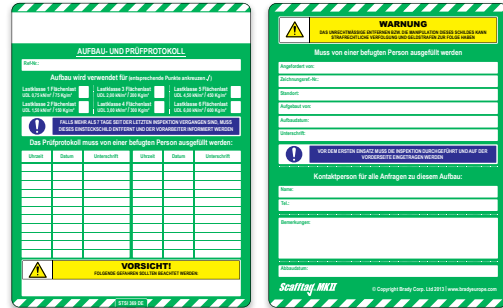 AUFBAU- UND PRÜFPROTOKOLL
Ref-Nr.:
Aufbau wird verwendet für (entsprechende Punkte ankreuzen ✓)
Lastklasse 1 Flächenlast Lastklasse 3 Flächenlast Lastklasse 5 Flächenlast
UDL 0,75 kN/m² / 75 Kg/m² UDL 2,00 kN/m² / 200 Kg/m² UDL 4,50 kN/m² / 450 Kg/m²
Lastklasse 2 Flächenlast Lastklasse 4 Flächenlast Lastklasse 6 Flächenlast
UDL 1,50 kN/m² / 150 Kg/m² UDL 3,00 kN/m² / 300 Kg/m² UDL 6,00 kN/m² / 600 Kg/m²
FALLS MEHR ALS 7 TAGE SEIT DER LETZTEN INSPEKTION VERGANGEN SIND, MUSS
DIESES EINSTECKSCHILD ENTFERNT UND DER VORARBEITER INFORMIERT WERDEN
Das Prüfprotokoll muss von einer befugten Person ausgefüllt werden:
Uhrzeit Datum Unterschrift Uhrzeit Datum Unterschrift
VORSICHT!
FOLGENDE GEFAHREN SOLLTEN BEACHTET WERDEN:
STSI 369 DE
WARNUNG
DAS UNRECHTMÄSSIGE ENTFERNEN BZW. DIE MANIPULATION DIESES SCHILDES KANN
STRAFRECHTLICHE VERFOLGUNG UND GELDSTRAFEN ZUR FOLGE HABEN
Muss von einer befugten Person ausgefüllt werden
Angefordert von:
Zeichnungsref.-Nr.:
Standort:
Aufgebaut von:
Aufbaudatum:
Unterschrift:
VOR DEM ERSTEN EINSATZ MUSS DIE INSPEKTION DURCHGEFÜHRT UND AUF DER
VORDERSEITE EINGETRAGEN WERDEN
Kontaktperson für alle Anfragen zu diesem Aufbau:
Name:
Tel.:
Bemerkungen:
Abbaudatum:
Scafftag. MKII © Copyright Brady Corp. Ltd 2013 | www.bradyeurope.com